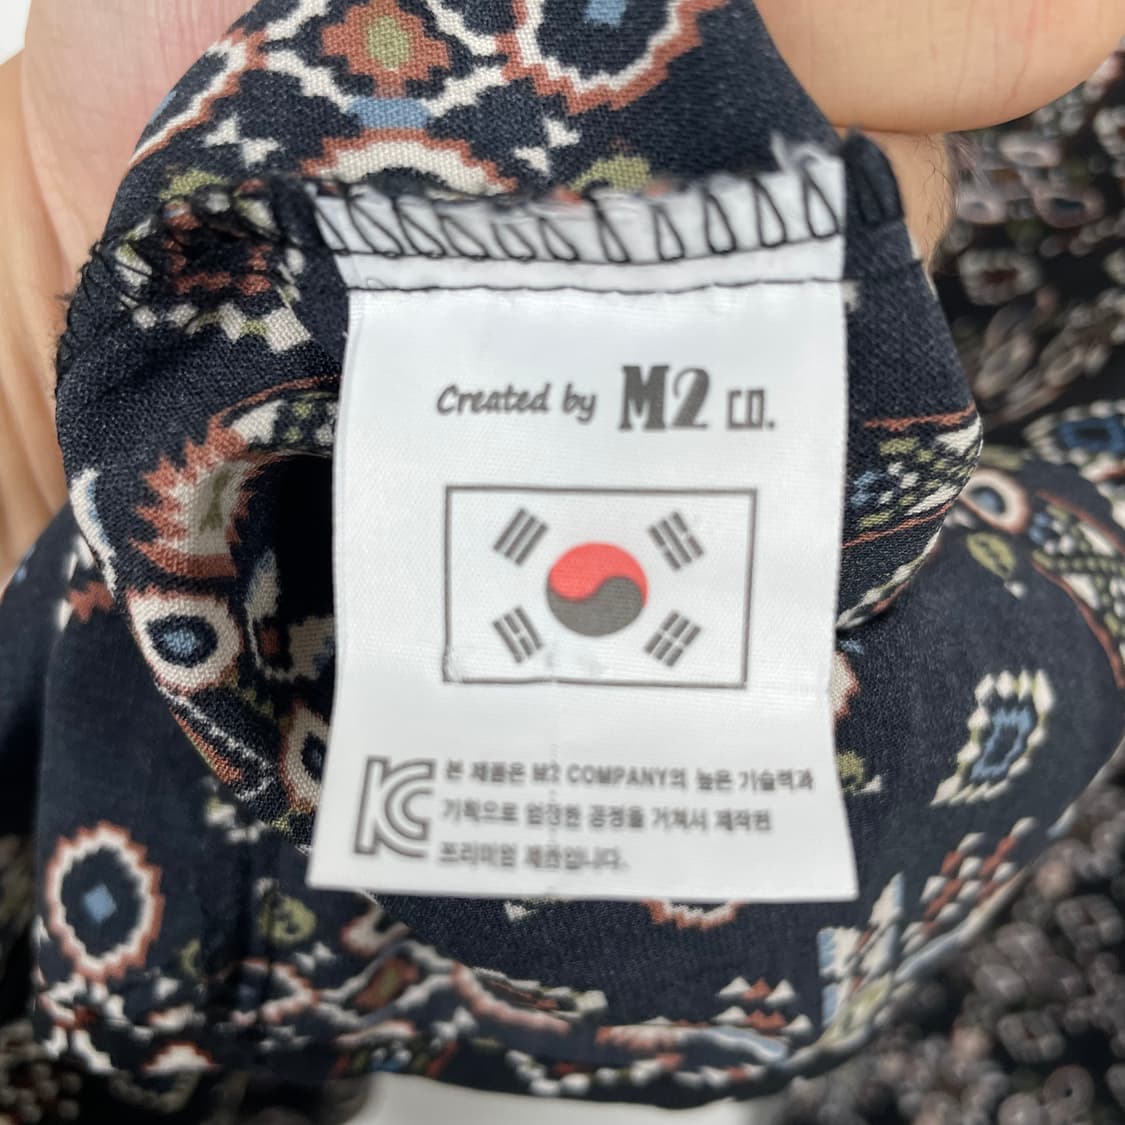 Created by M2 CO.
KC
본 제품은 M2 COMPANY의 높은 기술력과
기획으로 엄장한 공정을 거쳐서 제작된
프리미엄 제품입니다.